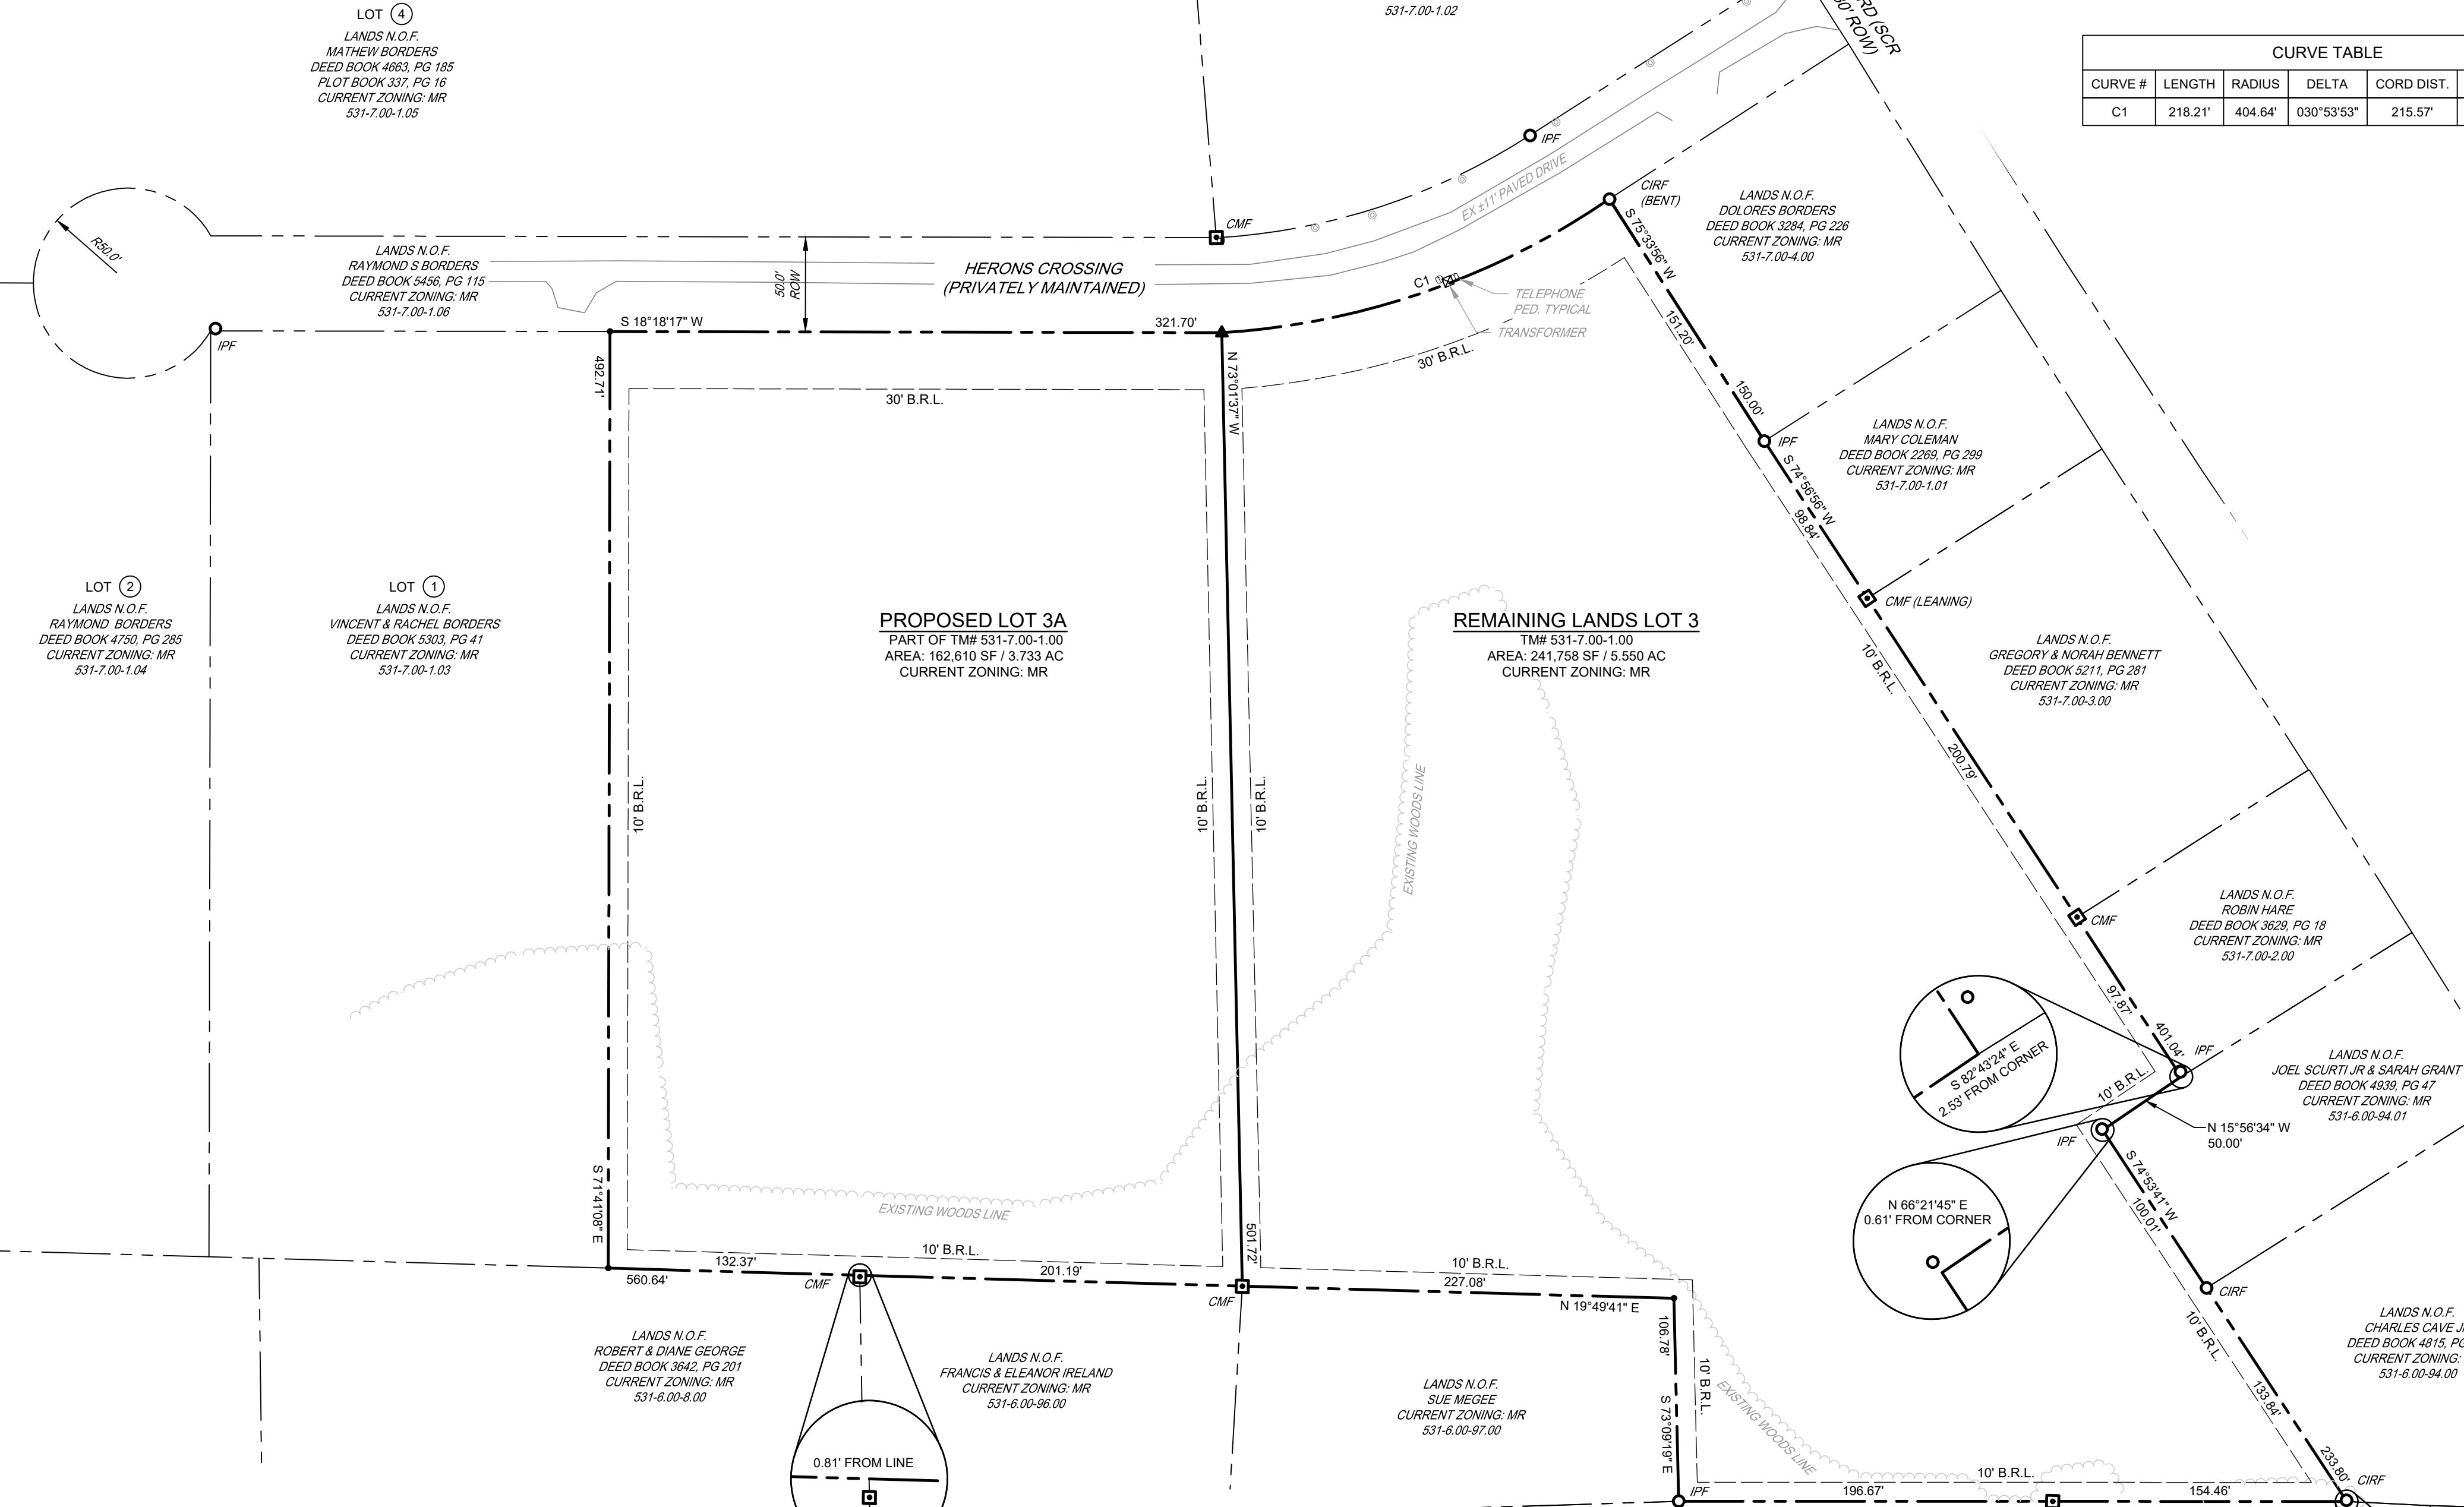 LOT 4
LANDS N.O.F.
MATHEW BORDERS
DEED BOOK 4663, PG 185
PLOT BOOK 337, PG 16
CURRENT ZONING: MR
531-7.00-1.05
531-7.00-1.02
RD (SCR
ROW)
CURVE TABLE
CURVE # LENGTH RADIUS DELTA CORD DIST.
C1 218.21' 404.64' 030°53'53" 215.57'
R50.0'
LANDS N.O.F.
RAYMOND S BORDERS
DEED BOOK 5456, PG 115
CURRENT ZONING: MR
531-7.00-1.06
50.0'
ROW
HERONS CROSSING
(PRIVATELY MAINTAINED)
CMF
IPF
EX ±11' PAVED DRIVE
CIRF
(BENT)
LANDS N.O.F.
DOLORES BORDERS
DEED BOOK 3284, PG 226
CURRENT ZONING: MR
531-7.00-4.00
C1
TELEPHONE
PED. TYPICAL
TRANSFORMER
30' B.R.L.
IPF
S 18°18'17" W
321.70'
492.71'
N 73°01'37" W
30' B.R.L.
S 75°33'56" W
151.20'
150.00'
IPF
LANDS N.O.F.
MARY COLEMAN
DEED BOOK 2269, PG 299
CURRENT ZONING: MR
531-7.00-1.01
S 74°56'56" W
98.84'
CMF (LEANING)
LOT 2
LANDS N.O.F.
RAYMOND BORDERS
DEED BOOK 4750, PG 285
CURRENT ZONING: MR
531-7.00-1.04
LOT 1
LANDS N.O.F.
VINCENT & RACHEL BORDERS
DEED BOOK 5303, PG 41
CURRENT ZONING: MR
531-7.00-1.03
PROPOSED LOT 3A
PART OF TM# 531-7.00-1.00
AREA: 162,610 SF / 3.733 AC
CURRENT ZONING: MR
REMAINING LANDS LOT 3
TM# 531-7.00-1.00
AREA: 241,758 SF / 5.550 AC
CURRENT ZONING: MR
10' B.R.L.
LANDS N.O.F.
GREGORY & NORAH BENNETT
DEED BOOK 5211, PG 281
CURRENT ZONING: MR
531-7.00-3.00
200.79'
10' B.R.L.
10' B.R.L.
10' B.R.L.
EXISTING WOODS LINE
CMF
LANDS N.O.F.
ROBIN HARE
DEED BOOK 3629, PG 18
CURRENT ZONING: MR
531-7.00-2.00
97.87'
401.04'
IPF
S 82°43'24" E
2.53' FROM CORNER
10' B.R.L.
LANDS N.O.F.
JOEL SCURTI JR & SARAH GRANT
DEED BOOK 4939, PG 47
CURRENT ZONING: MR
531-6.00-94.01
N 15°56'34" W
50.00'
IPF
S 74°53'41" W
100.01'
N 66°21'45" E
0.61' FROM CORNER
S 71°41'08" E
EXISTING WOODS LINE
10' B.R.L.
501.72'
132.37'
560.64'
CMF
201.19'
CMF
10' B.R.L.
227.08'
N 19°49'41" E
CIRF
106.78'
10' B.R.L.
S 73°09'19" E
EXISTING WOODS LINE
10' B.R.L.
133.84'
LANDS N.O.F.
CHARLES CAVE
DEED BOOK 4815,
CURRENT ZONING:
531-6.00-94.00
LANDS N.O.F.
ROBERT & DIANE GEORGE
DEED BOOK 3642, PG 201
CURRENT ZONING: MR
531-6.00-8.00
LANDS N.O.F.
FRANCIS & ELEANOR IRELAND
CURRENT ZONING: MR
531-6.00-96.00
LANDS N.O.F.
SUE MEGEE
CURRENT ZONING: MR
531-6.00-97.00
0.81' FROM LINE
10' B.R.L.
233.80'
CIRF
IPF
196.67'
154.46'